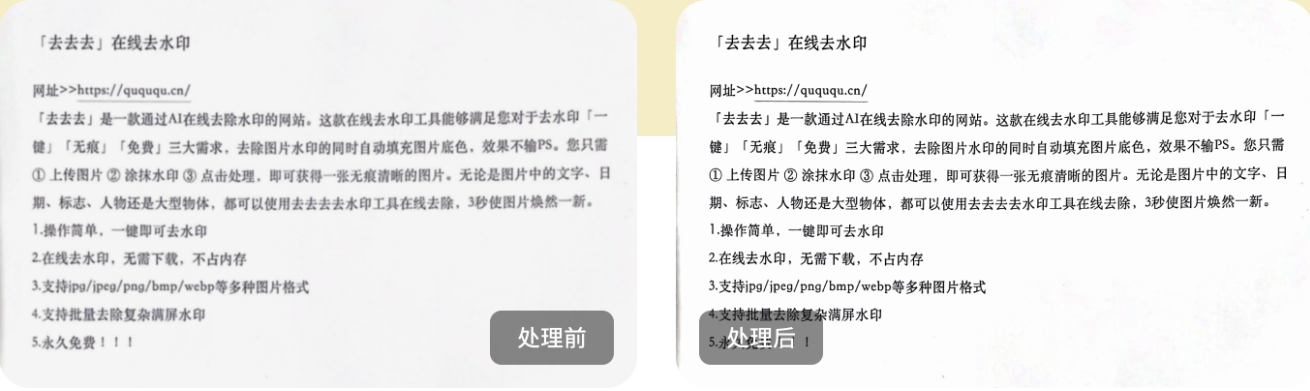 「去去去」在线去水印
网址>>https://quququ.cn/
「去去去」是一款通过AI在线去除水印的网站。这款在线去水印工具能够满足您对于去水印「一
键」「无痕」「免费」三大需求，去除图片水印的同时自动填充图片底色，效果不输PS。您只需
① 上传图片 ② 涂抹水印 ③ 点击处理，即可获得一张无痕清晰的图片。无论是图片中的文字、日
期、标志、人物还是大型物体，都可以使用去去去去水印工具在线去除，3秒使图片焕然一新。
1.操作简单，一键即可去水印
2.在线去水印，无需下载，不占内存
3.支持jpg/jpeg/png/bmp/webp等多种图片格式
4.支持批量去除复杂满屏水印
5.永久免费！！！
处理前
「去去去」在线去水印
网址>>https://quququ.cn/
「去去去」是一款通过AI在线去除水印的网站。这款在线去水印工具能够满足您对于去水印「一
键」「无痕」「免费」三大需求，去除图片水印的同时自动填充图片底色，效果不输PS。您只需
① 上传图片 ② 涂抹水印 ③ 点击处理，即可获得一张无痕清晰的图片。无论是图片中的文字、日
期、标志、人物还是大型物体，都可以使用去去去去水印工具在线去除，3秒使图片焕然一新。
1.操作简单，一键即可去水印
2.在线去水印，无需下载，不占内存
3.支持jpg/jpeg/png/bmp/webp等多种图片格式
4.支持批量去除复杂满屏水印
5.永久免费！！！
处理后